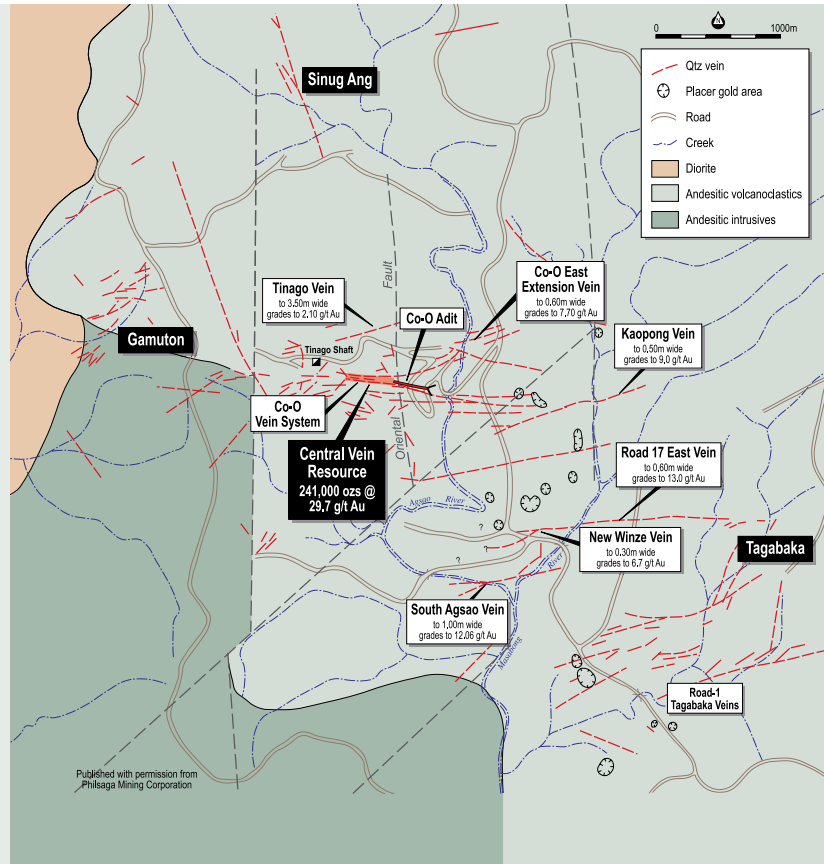 0 1000m
Qtz vein
Placer gold area
Road
Creek
Diorite
Andesitic volcanoclastics
Andesitic intrusives
Sinug Ang
Tinago Vein
to 3.50m wide
grades to 2.10 g/t Au
Fault
Co-O Adit
Co-O East
Extension Vein
to 0.60m wide
grades to 7.70 g/t Au
Kaopong Vein
to 0,50m wide
grades to 9,0 g/t Au
Gamuton
Tinago Shaft
Co-O
Vein System
Oriental
Central Vein
Resource
241,000 ozs @
29.7 g/t Au
Road 17 East Vein
to 0,60m wide
grades to 13.0 g/t Au
Agsao River
?
?
New Winze Vein
to 0.30m wide
grades to 6.7 g/t Au
River
Tagabaka
South Agsao Vein
to 1,00m wide
grades to 12.06 g/t Au
Road-1
Tagabaka Veins
Published with permission from
Philsaga Mining Corporation